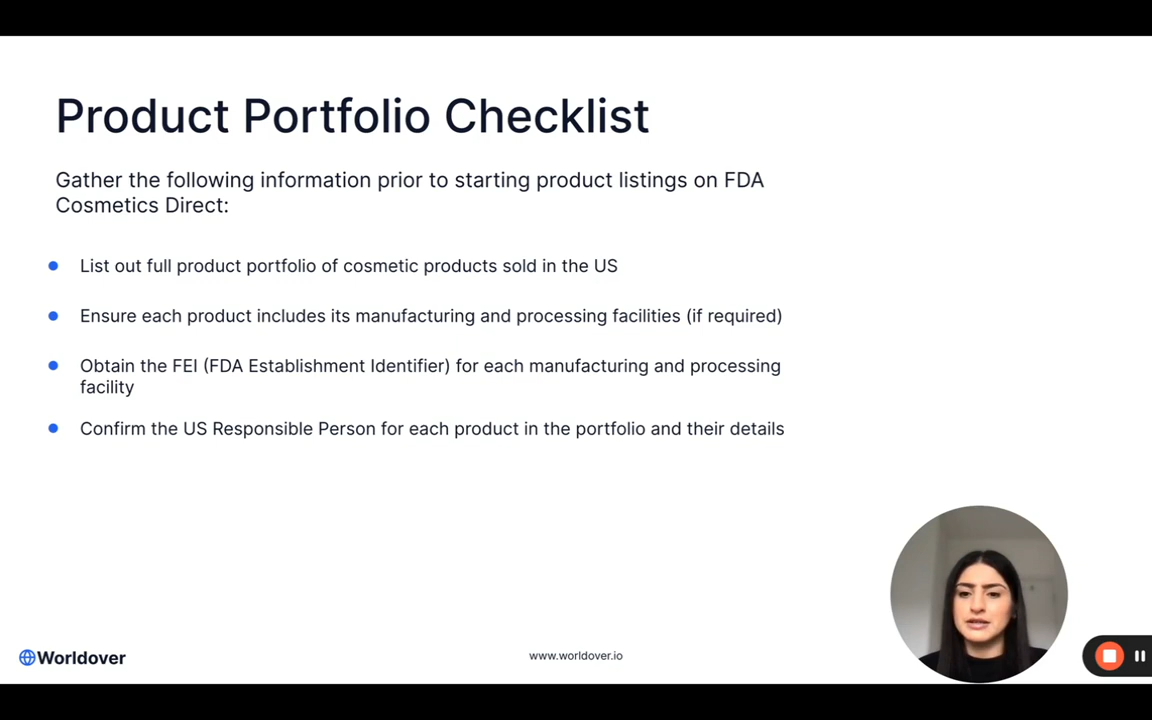 Product Portfolio Checklist
Gather the following information prior to starting product listings on FDA
Cosmetics Direct:
List out full product portfolio of cosmetic products sold in the US
Ensure each product includes its manufacturing and processing facilities (if required)
Obtain the FEI (FDA Establishment Identifier) for each manufacturing and processing
facility
Confirm the US Responsible Person for each product in the portfolio and their details
Worldover
www.worldover.io